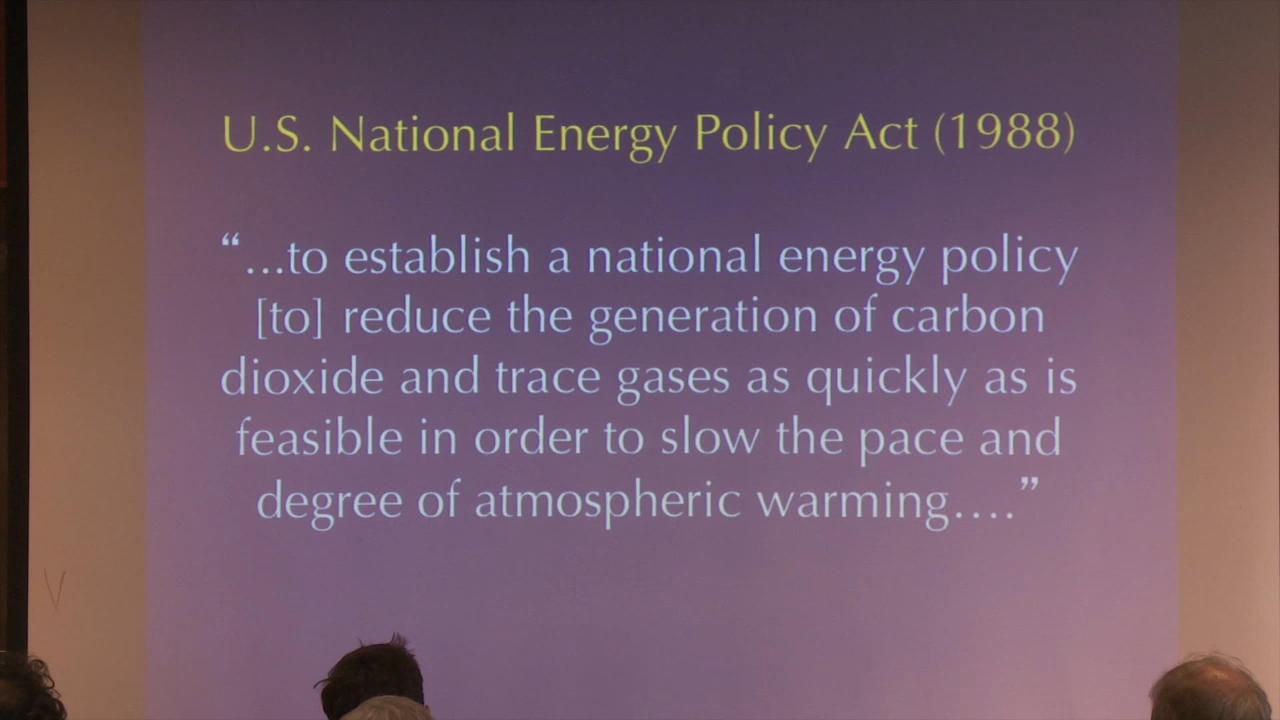 U.S. National Energy Policy Act (1988)
“...to establish a national energy policy
[to] reduce the generation of carbon
dioxide and trace gases as quickly as is
feasible in order to slow the pace and
degree of atmospheric warming....”